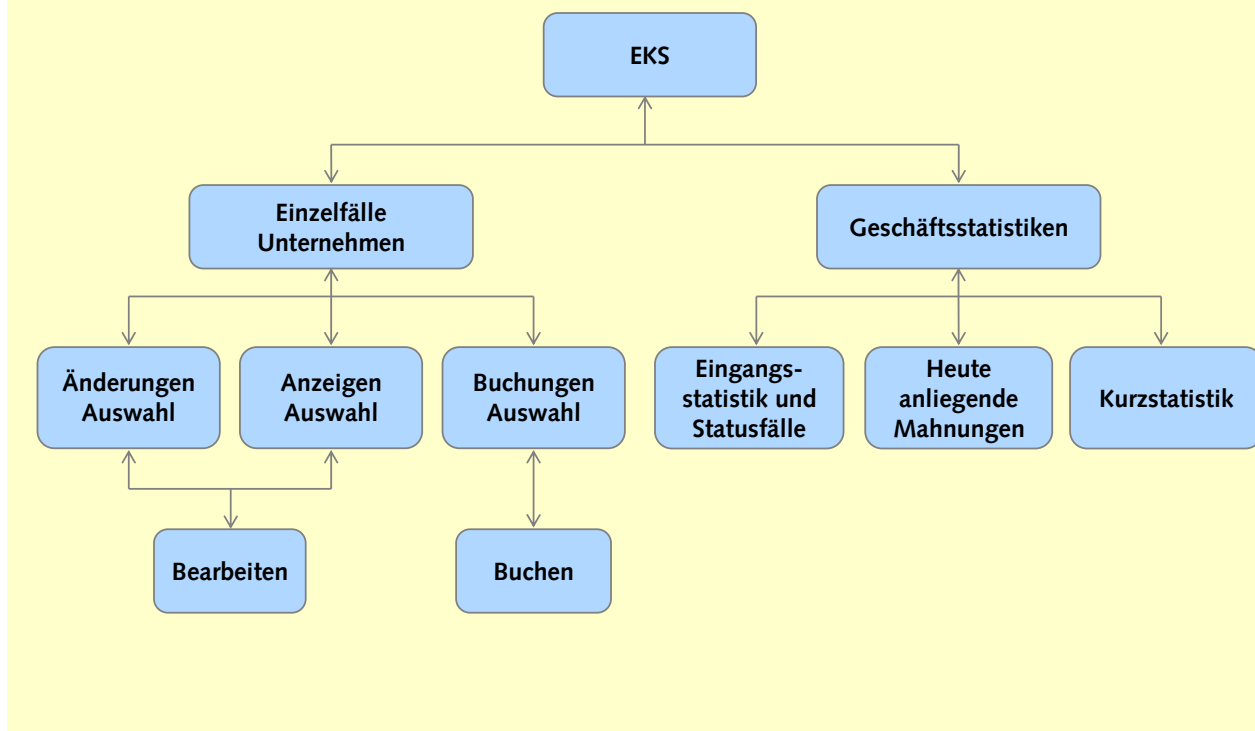 EKS
Einzelfälle
Unternehmen
Geschäftsstatistiken
Änderungen
Auswahl
Anzeigen
Auswahl
Buchungen
Auswahl
Eingangs-
statistik und
Statusfälle
Heute
anliegende
Mahnungen
Kurzstatistik
Bearbeiten
Buchen